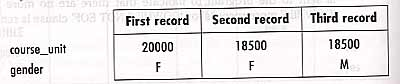 First record Second record Third record
course_unit 20000 18500 18500
gender F F M